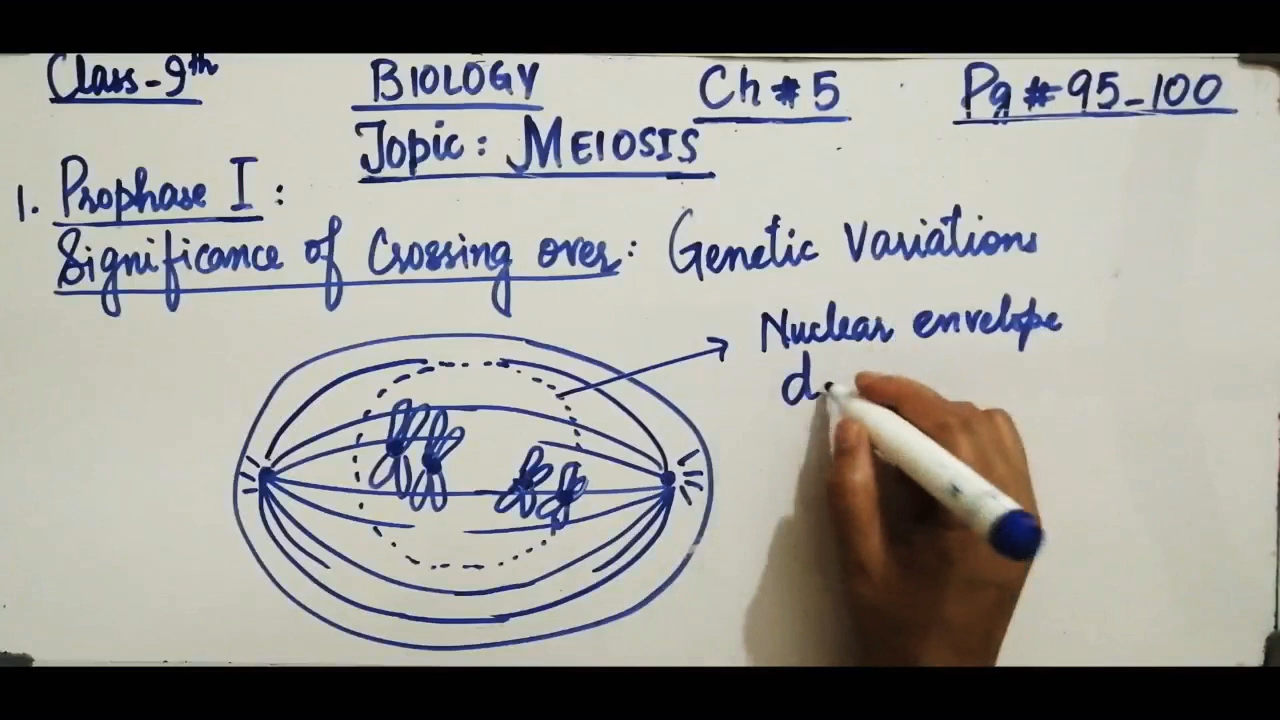 Class-9th BIOLOGY Ch # 5 Pg # 95-100
Topic: MEIOSIS
1. Prophase I:
Significance of Crossing over: Genetic Variations
Nuclear envelope
d